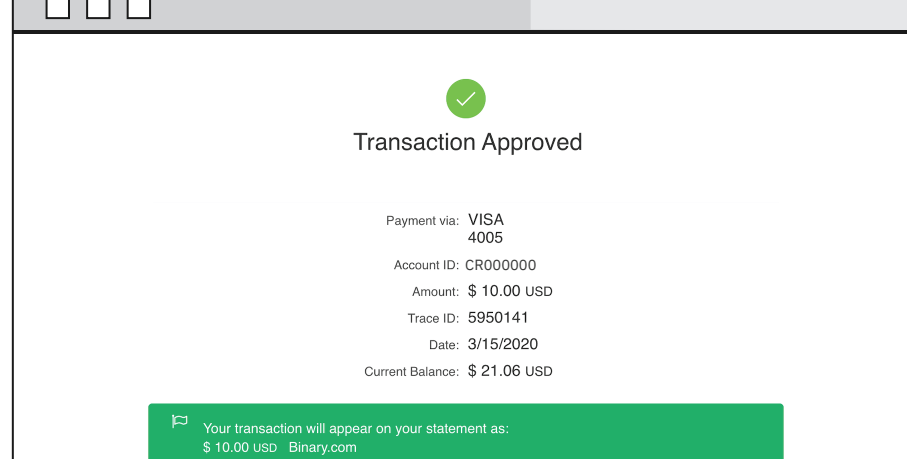 Transaction Approved
Payment via: VISA
4005
Account ID: CR000000
Amount: $ 10.00 USD
Trace ID: 5950141
Date: 3/15/2020
Current Balance: $ 21.06 USD
Your transaction will appear on your statement as:
$ 10.00 USD Binary.com